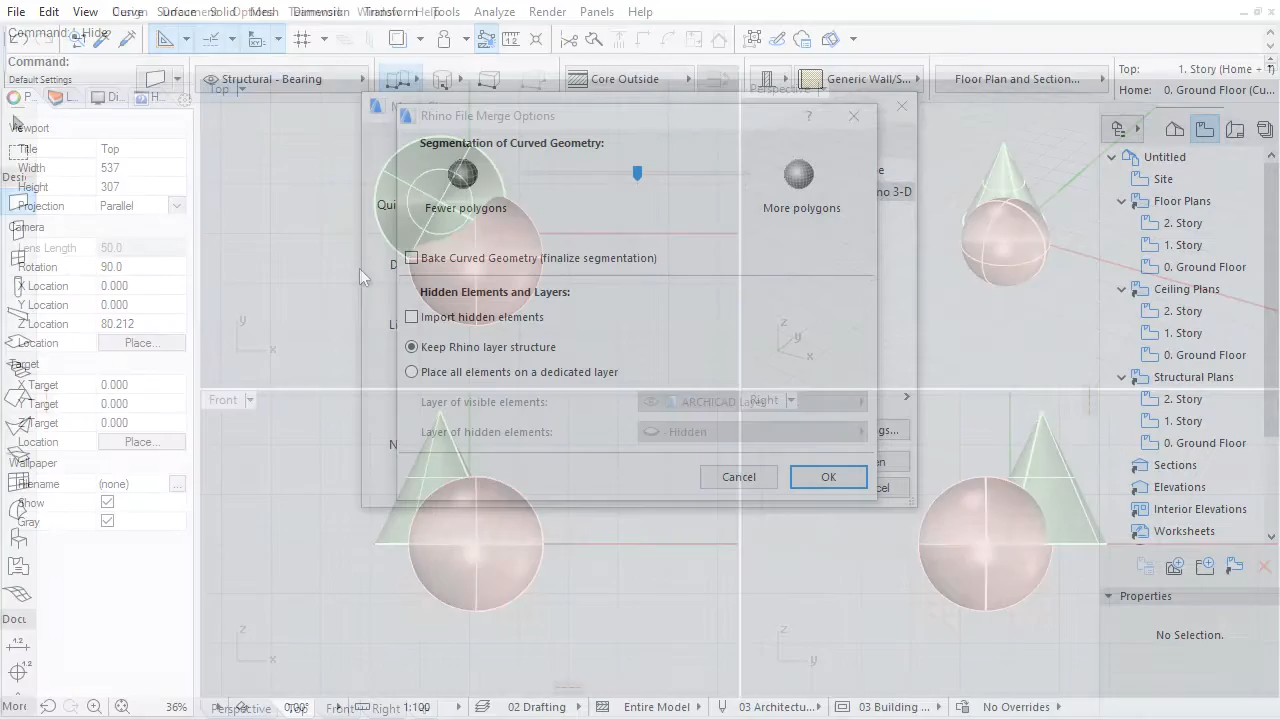 File Edit View Tools Analyze Render Panels Help
Command:
Default Settings
Structural - Bearing
Core Outside
Generic Wall/S...
Floor Plan and Section...
Top: 1. Story (Home + 1)
Home: 0. Ground Floor (Cu...
Top
Perspective
Viewport
Title Top
Width 537
Height 307
Projection Parallel
Camera
Lens Length 50.0
Rotation 90.0
X Location 0.000
Y Location 0.000
Z Location 80.212
Location Place...
Target
X Target 0.000
Y Target 0.000
Z Target 0.000
Location Place...
Wallpaper
Filename (none) ...
Show
Gray
Rhino File Merge Options
Segmentation of Curved Geometry:
Fewer polygons
More polygons
Bake Curved Geometry (finalize segmentation)
Hidden Elements and Layers:
Import hidden elements
Keep Rhino layer structure
Place all elements on a dedicated layer
Layer of visible elements: ARCHICAD Layer
Layer of hidden elements: - Hidden
Cancel OK
Front
Right
y
x
z
y
x
z
x
z
y
Untitled
Site
Floor Plans
2. Story
1. Story
0. Ground Floor
Ceiling Plans
2. Story
1. Story
0. Ground Floor
Structural Plans
2. Story
1. Story
0. Ground Floor
Sections
Elevations
Interior Elevations
Worksheets
Properties
No Selection.
36%
Perspective Top Front Right
1:100
02 Drafting
Entire Model
03 Architectu...
03 Building ...
No Overrides